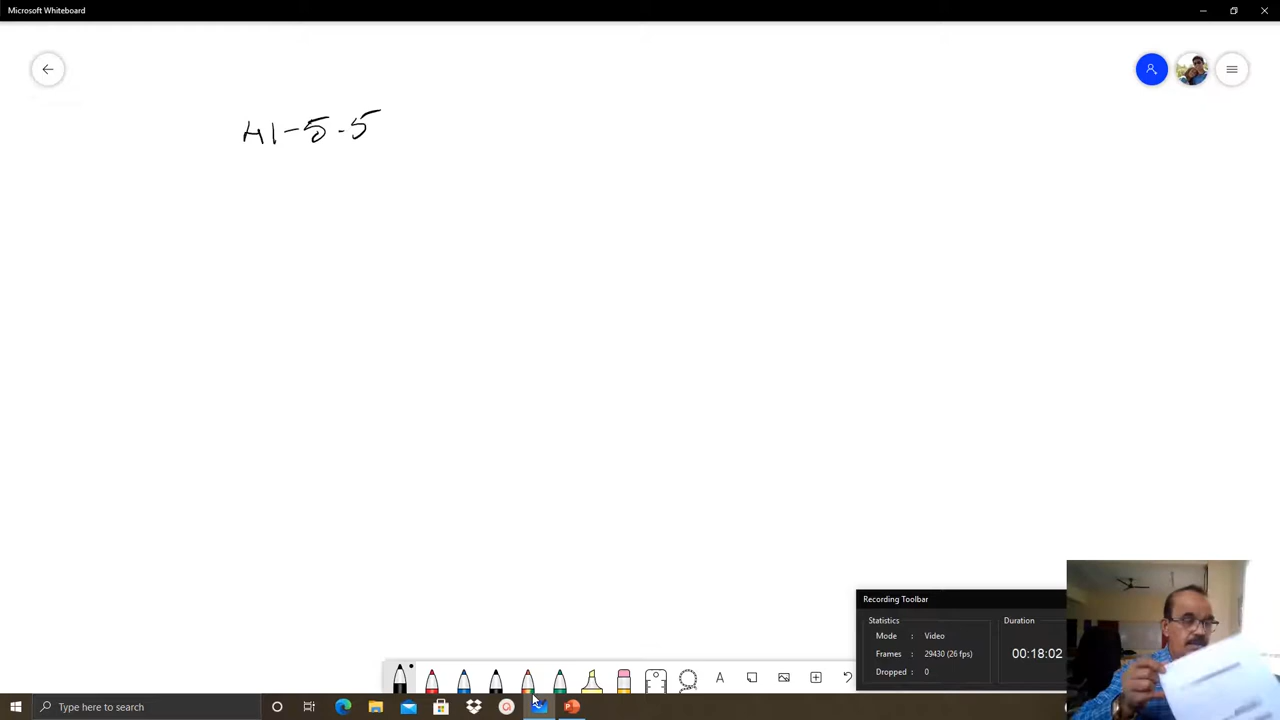 Microsoft Whiteboard
41-5.5
Recording Toolbar
Statistics
Duration
Mode : Video
Frames : 29430 (26 fps)
00:18:02
Dropped : 0
A
Type here to search